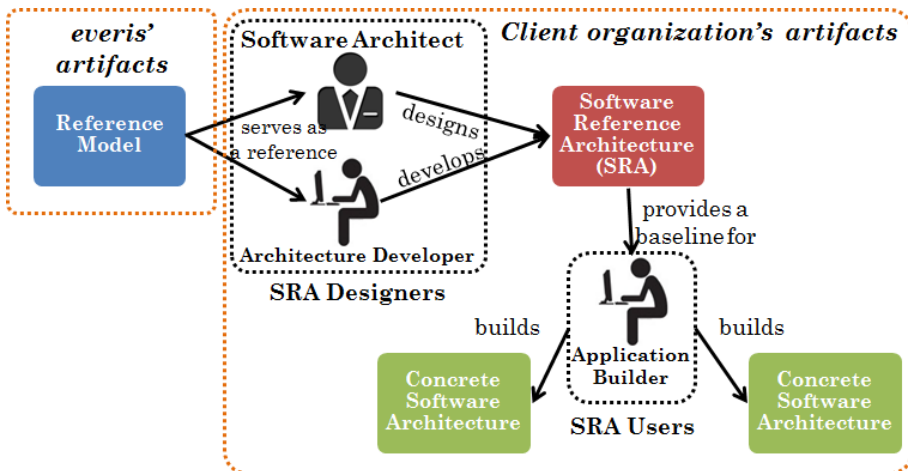 everis'
artifacts
Reference
Model
Software Architect
serves as
a reference
Architecture Developer
SRA Designers
designs
develops
Client organization's artifacts
Software
Reference
Architecture
(SRA)
provides a
baseline for
Application
Builder
SRA Users
builds
builds
Concrete
Software
Architecture
Concrete
Software
Architecture